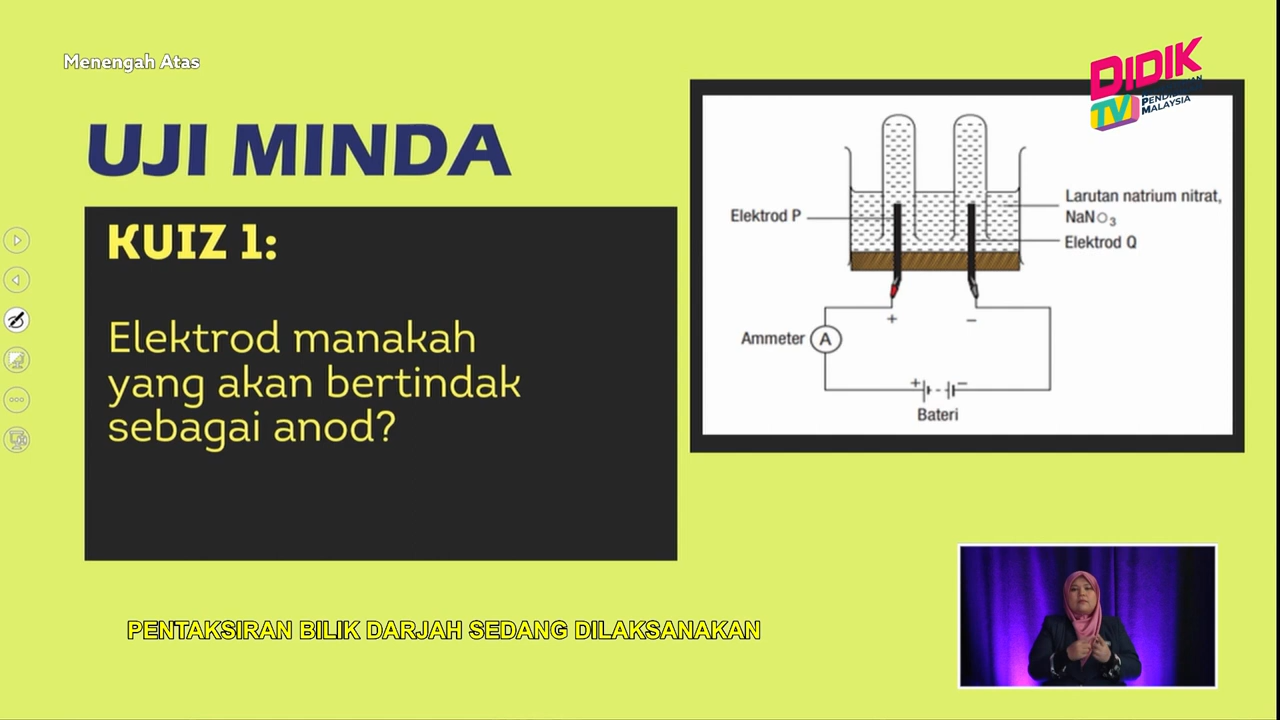 Menengah Atas
DIDIK
TV
PENDI
MALAYSIA
UJI MINDA
KUIZ 1:
Elektrod manakah
yang akan bertindak
sebagai anod?
Elektrod P
Larutan natrium nitrat,
NaNO₃
Elektrod Q
+
−
Ammeter
A
+
−
Bateri
PENTAKSIRAN BILIK DARJAH SEDANG DILAKSANAKAN